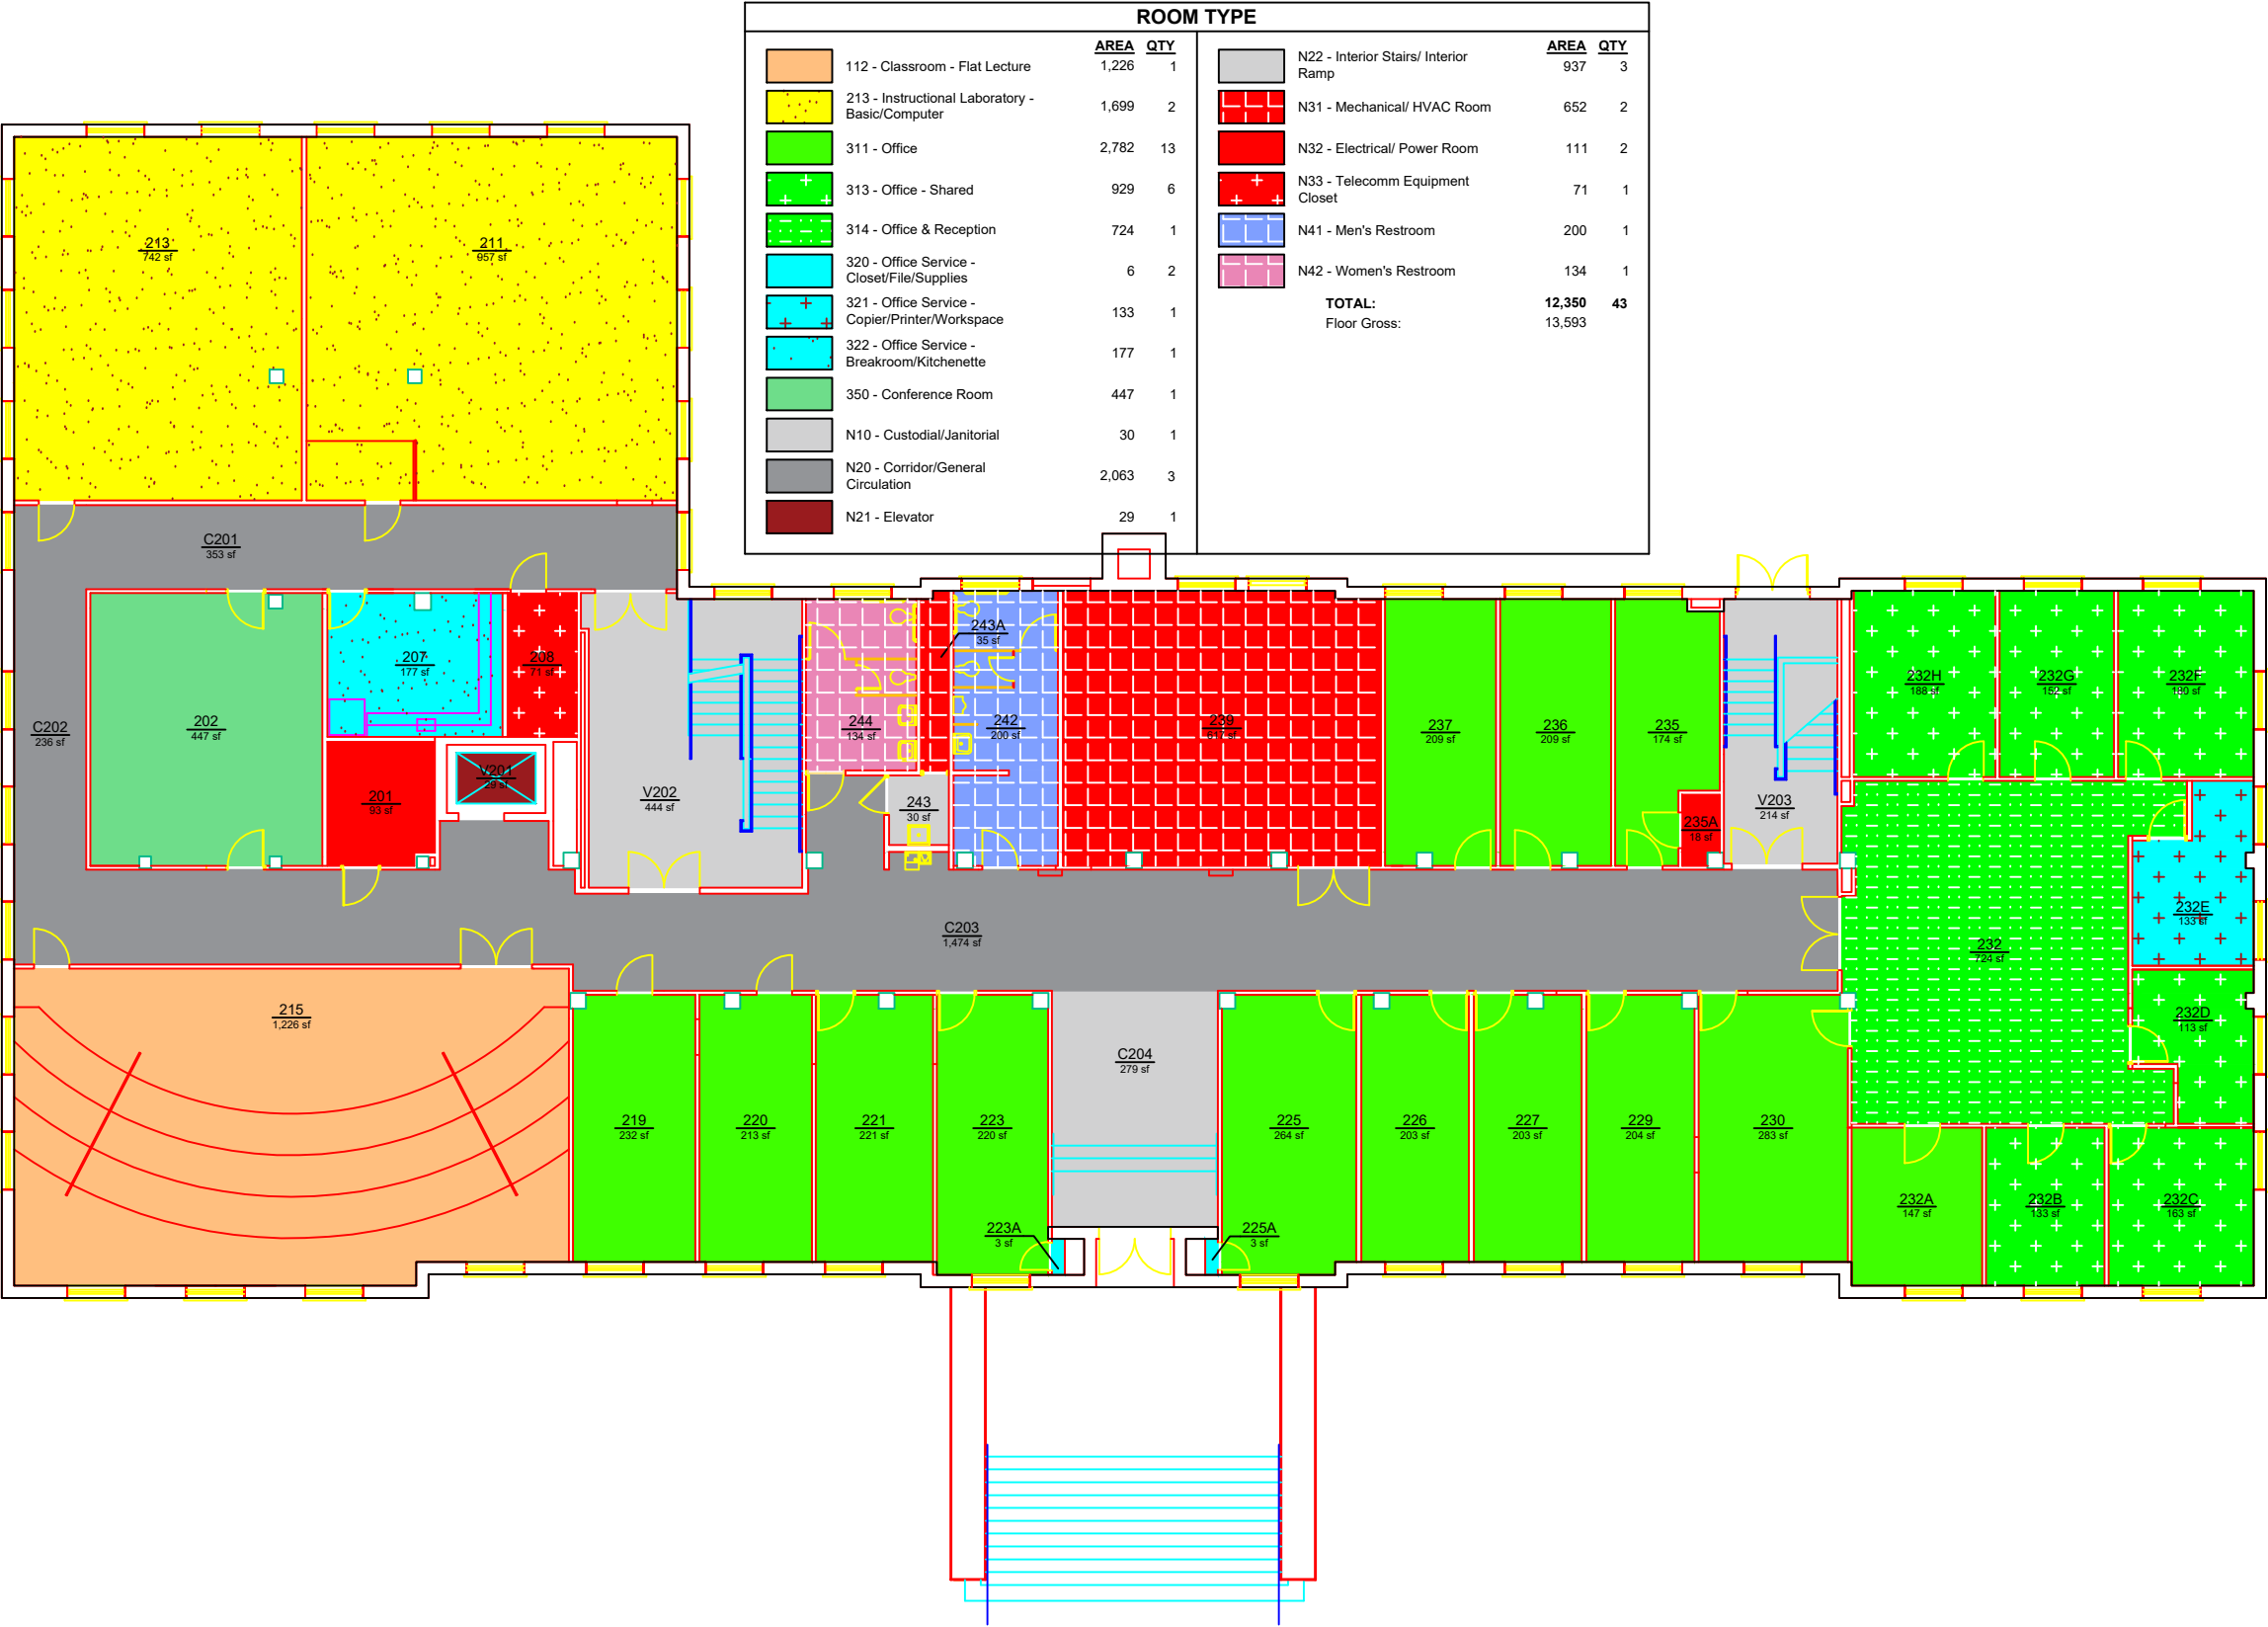 ROOM TYPE
AREA QTY
112 - Classroom - Flat Lecture 1,226 1
213 - Instructional Laboratory -
Basic/Computer 1,699 2
311 - Office 2,782 13
313 - Office - Shared 929 6
314 - Office & Reception 724 1
320 - Office Service -
Closet/File/Supplies 6 2
321 - Office Service -
Copier/Printer/Workspace 133 1
322 - Office Service -
Breakroom/Kitchenette 177 1
350 - Conference Room 447 1
N10 - Custodial/Janitorial 30 1
N20 - Corridor/General
Circulation 2,063 3
N21 - Elevator 29 1
AREA QTY
N22 - Interior Stairs/ Interior
Ramp 937 3
N31 - Mechanical/ HVAC Room 652 2
N32 - Electrical/ Power Room 111 2
N33 - Telecomm Equipment
Closet 71 1
N41 - Men's Restroom 200 1
N42 - Women's Restroom 134 1
TOTAL: 12,350 43
Floor Gross: 13,593
213
742 sf
211
957 sf
C201
353 sf
C202
236 sf
202
447 sf
207
177 sf
208
71 sf
201
93 sf
V201
29 sf
V202
444 sf
244
134 sf
243A
35 sf
243
30 sf
242
200 sf
239
617 sf
237
209 sf
236
209 sf
235
174 sf
235A
18 sf
V203
214 sf
232H
188 sf
232G
152 sf
232F
180 sf
232E
133 sf
232
724 sf
232D
113 sf
C203
1,474 sf
215
1,226 sf
C204
279 sf
219
232 sf
220
213 sf
221
221 sf
223
220 sf
223A
3 sf
225A
3 sf
225
264 sf
226
203 sf
227
203 sf
229
204 sf
230
283 sf
232A
147 sf
232B
133 sf
232C
163 sf